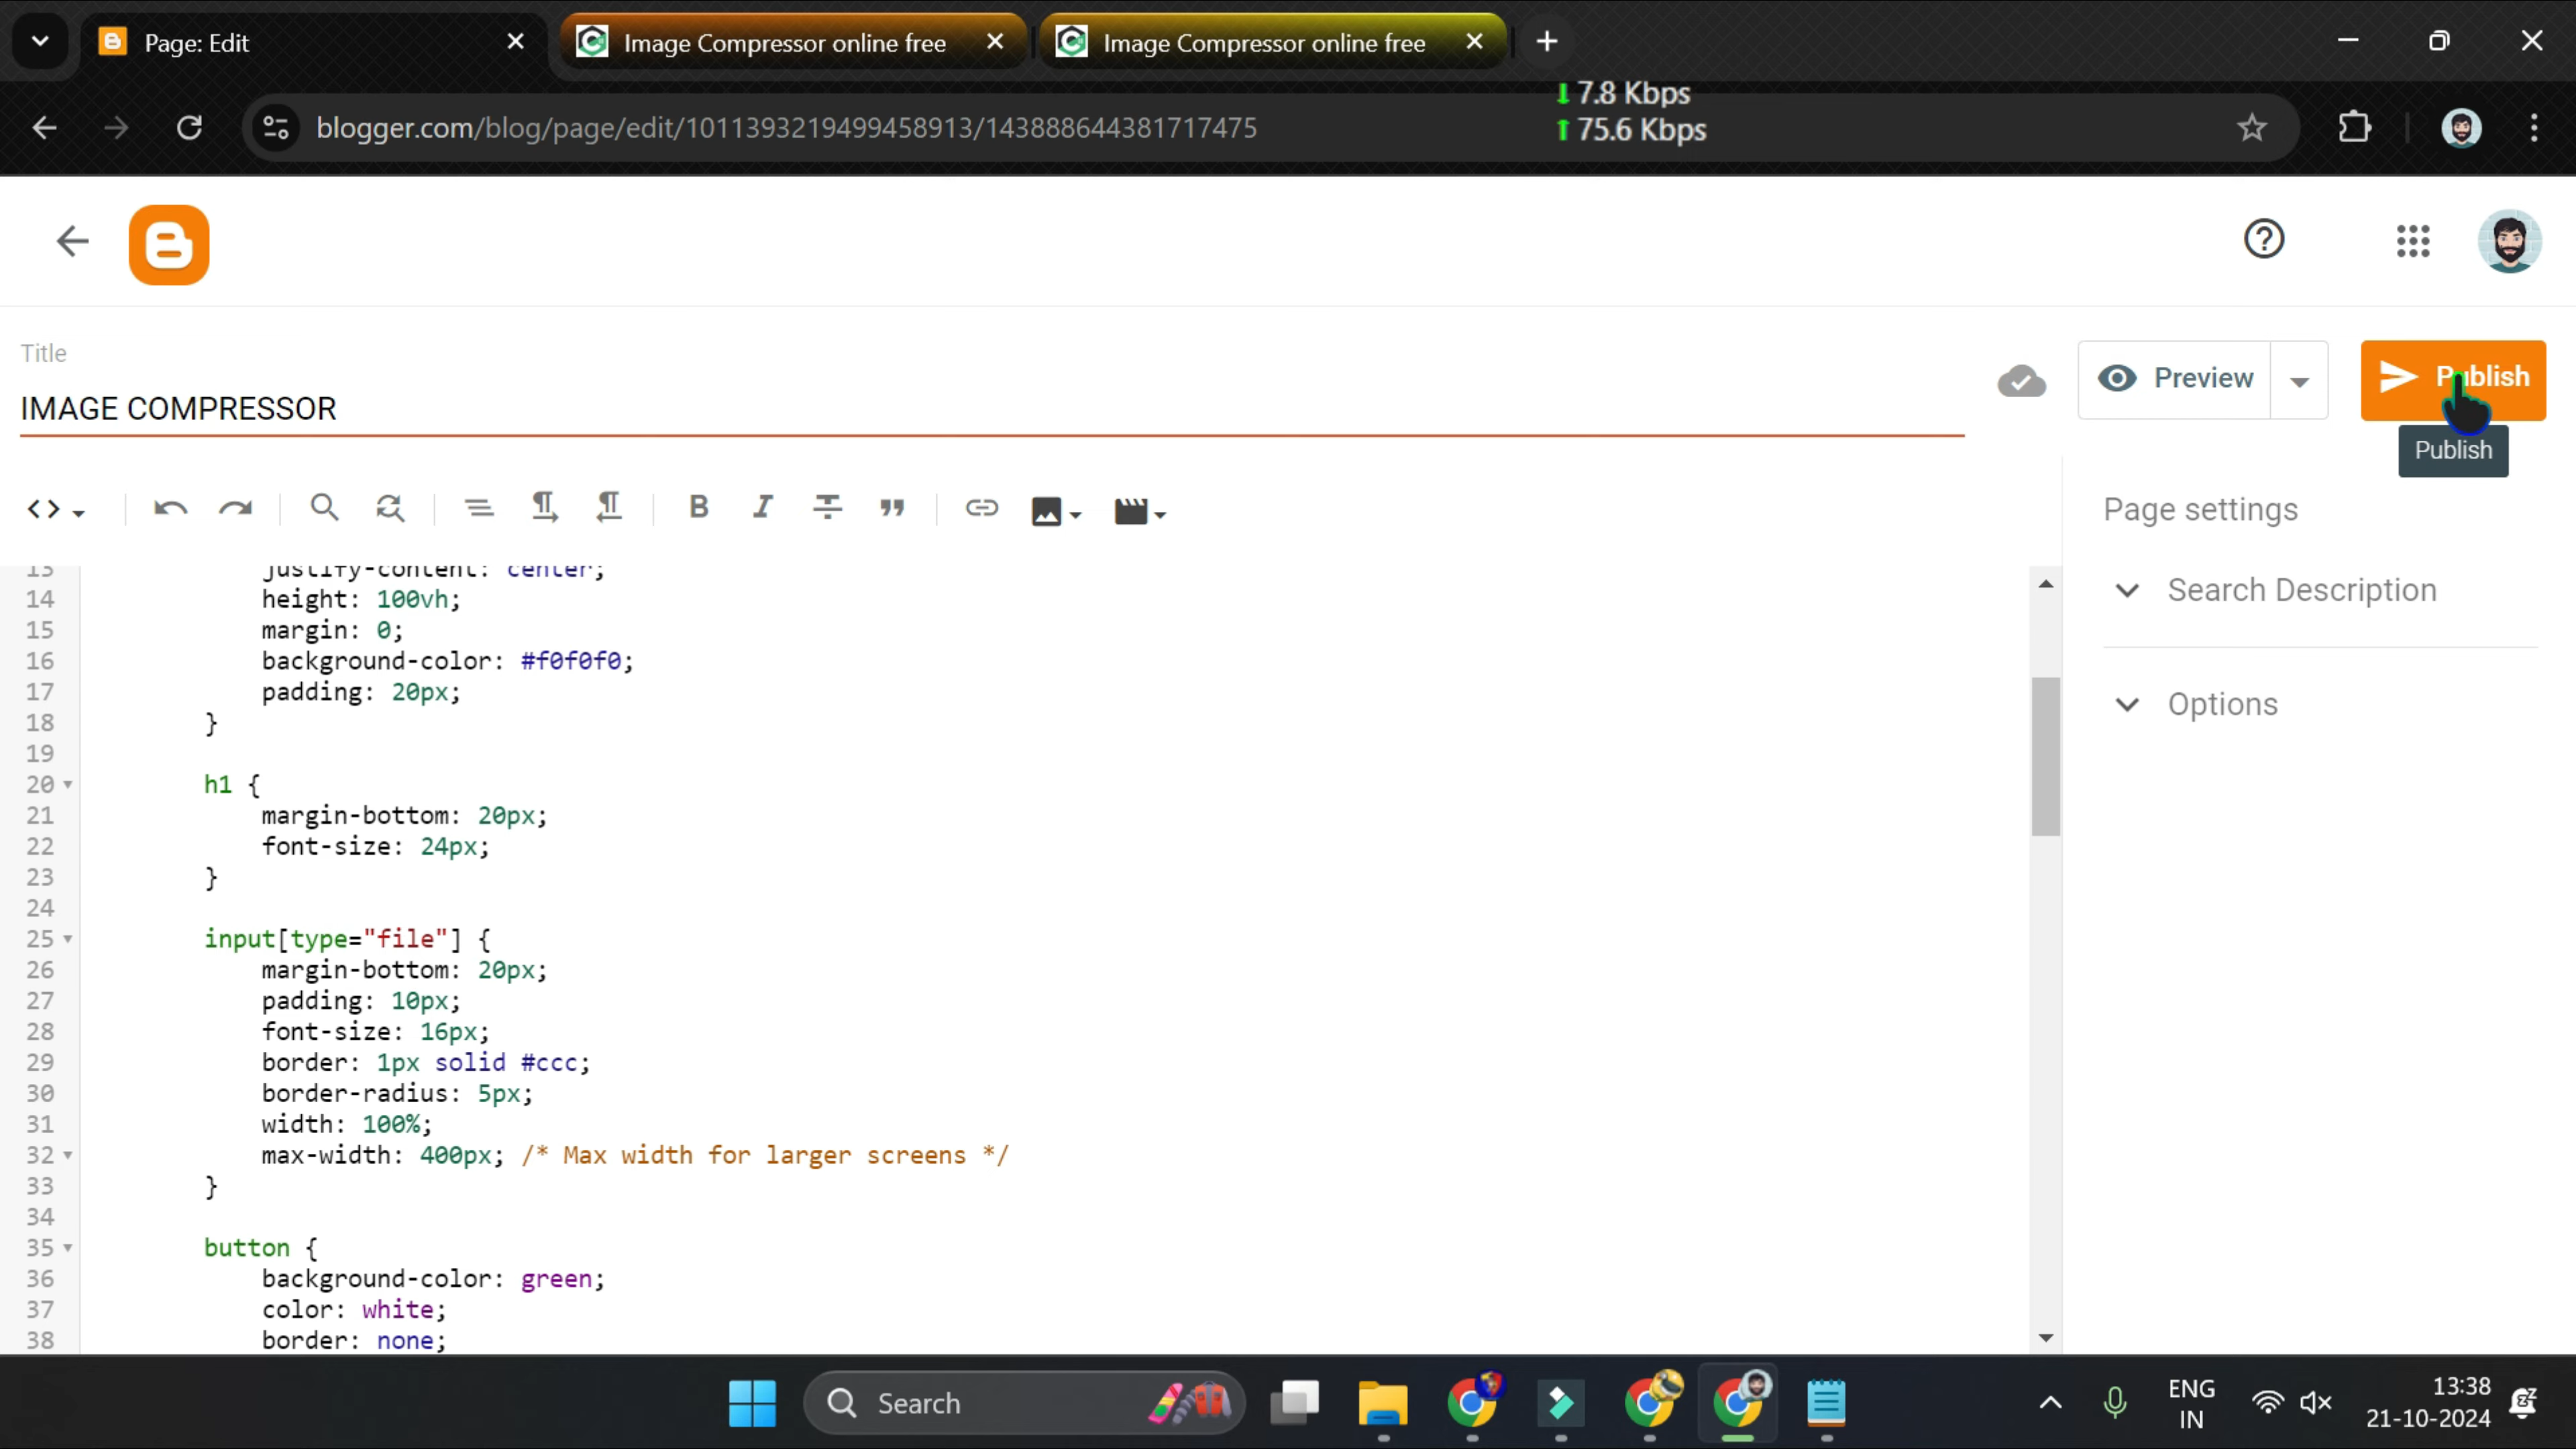 Page: Edit
Image Compressor online free
Image Compressor online free
7.8 Kbps
75.6 Kbps
blogger.com/blog/page/edit/1011393219499458913/143888644381717475
Title
IMAGE COMPRESSOR
Preview
Publish
Publish
Page settings
Search Description
Options
13 justify-content: center;
14 height: 100vh;
15 margin: 0;
16 background-color: #f0f0f0;
17 padding: 20px;
18 }
19
20 h1 {
21 margin-bottom: 20px;
22 font-size: 24px;
23 }
24
25 input[type="file"] {
26 margin-bottom: 20px;
27 padding: 10px;
28 font-size: 16px;
29 border: 1px solid #ccc;
30 border-radius: 5px;
31 width: 100%;
32 max-width: 400px; /* Max width for larger screens */
33 }
34
35 button {
36 background-color: green;
37 color: white;
38 border: none;
Search
ENG
IN
13:38
21-10-2024